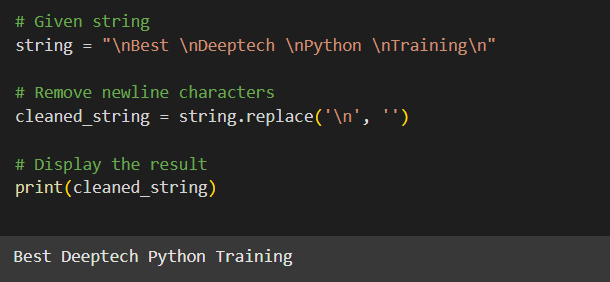 # Given string
string = "\nBest \nDeeptech \nPython \nTraining\n"
# Remove newline characters
cleaned_string = string.replace('\n', '')
# Display the result
print(cleaned_string)
Best Deeptech Python Training